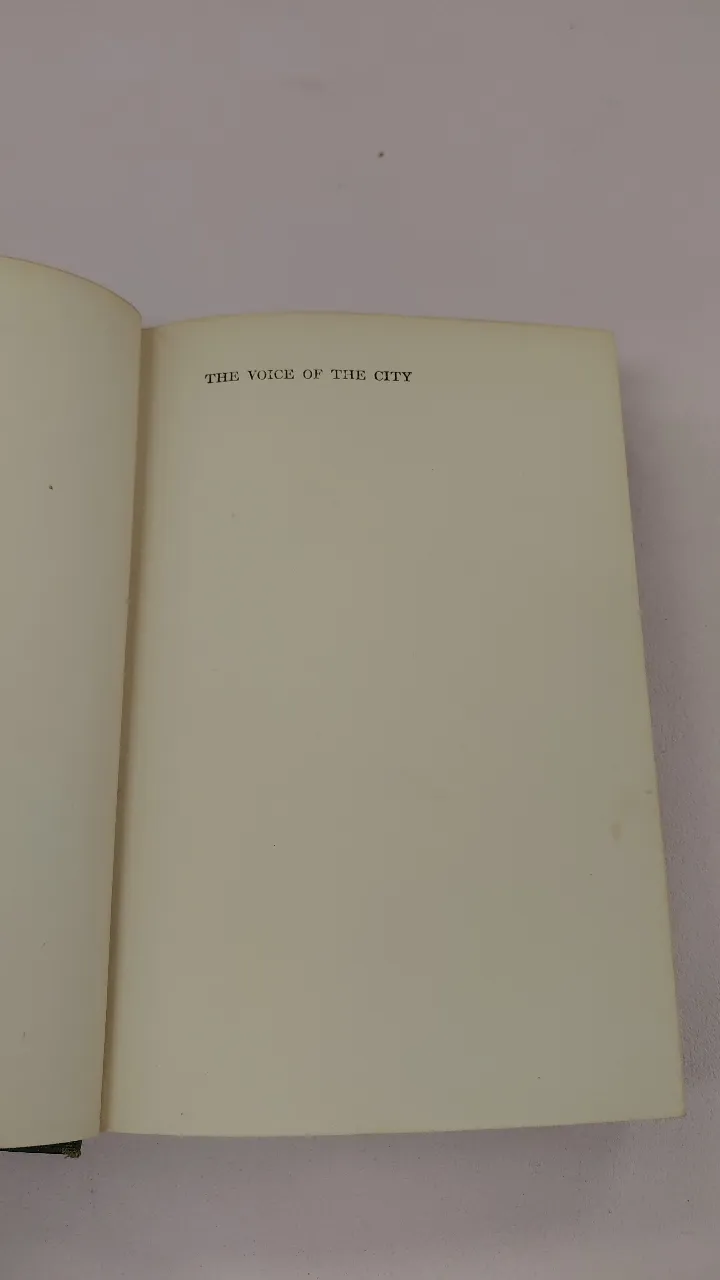 THE VOICE OF THE CITY